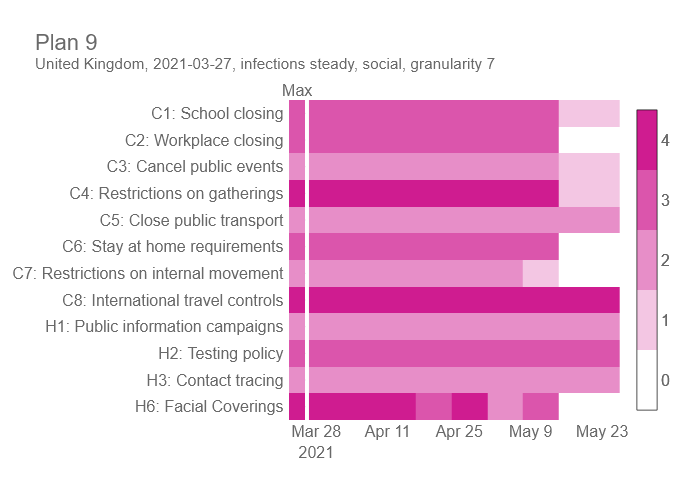 Plan 9
United Kingdom, 2021-03-27, infections steady, social, granularity 7
Max
C1: School closing
C2: Workplace closing
C3: Cancel public events
C4: Restrictions on gatherings
C5: Close public transport
C6: Stay at home requirements
C7: Restrictions on internal movement
C8: International travel controls
H1: Public information campaigns
H2: Testing policy
H3: Contact tracing
H6: Facial Coverings
Mar 28 Apr 11 Apr 25 May 9 May 23
2021
4
3
2
1
0